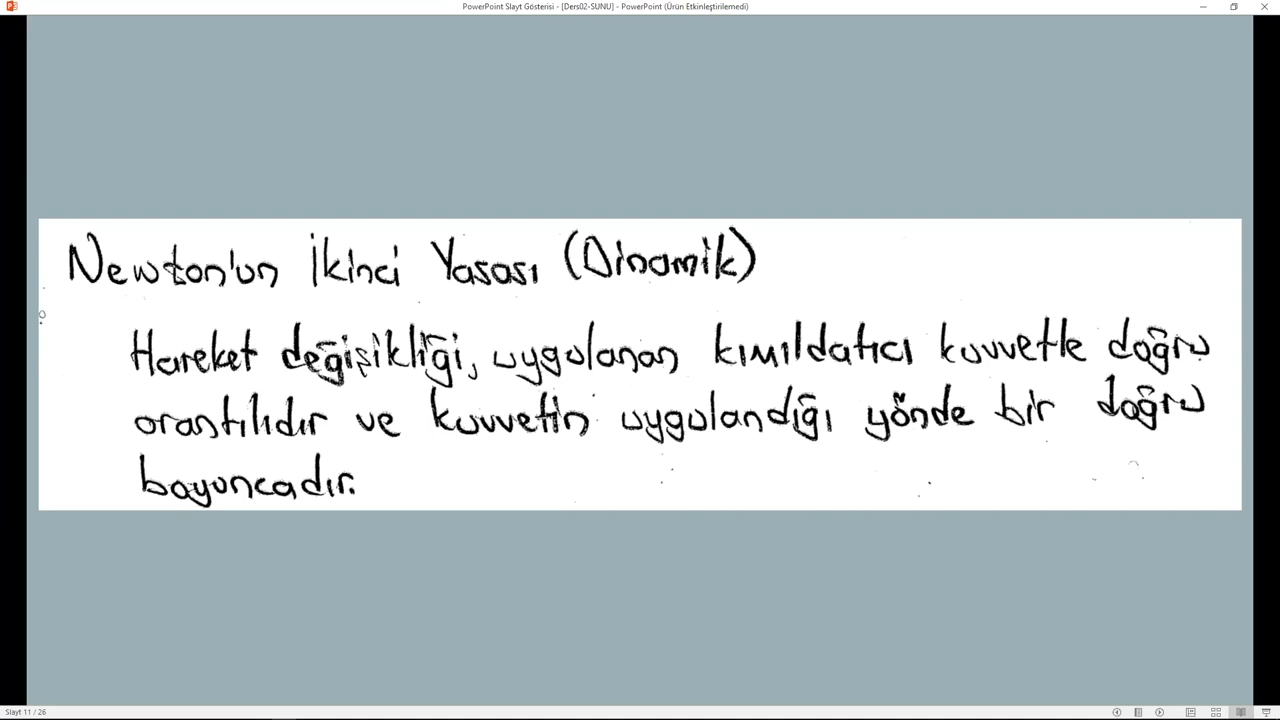 PowerPoint Slayt Gösterisi - [Ders02-SUNU] - PowerPoint (Ürün Etkinleştirilemedi)
Newton'un İkinci Yasası (Dinamik)
Hareket değişikliği, uygulanan kımıldatıcı kuvvetle doğru
orantılıdır ve kuvvetin uygulandığı yönde bir doğru
boyuncadır.
Slayt 11 / 26